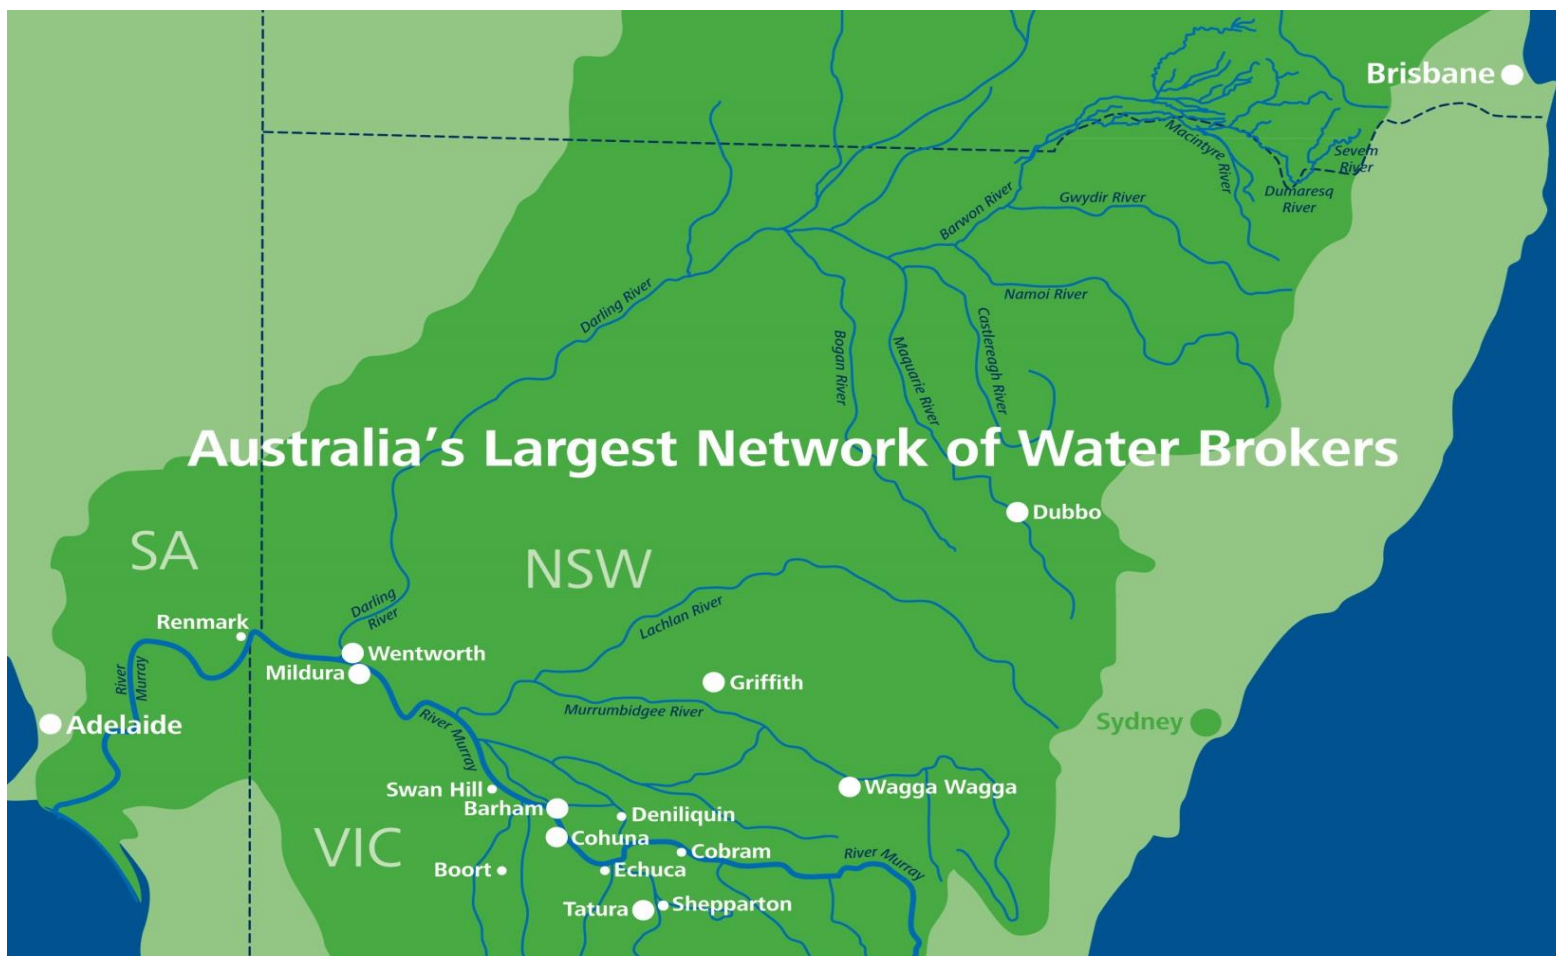 Brisbane
Macintyre River
Severn
River
Dumaresq
River
Gwydir River
Barwon River
Namoi River
Darling River
Bogan River
Maquarie River
Castlereagh River
Australia’s Largest Network of Water Brokers
Dubbo
SA
NSW
Darling
River
Lachlan River
Renmark
Wentworth
Mildura
River
Murray
Griffith
Murrumbidgee River
Adelaide
River Murray
Sydney
Swan Hill
Barham
Wagga Wagga
Deniliquin
VIC
Cohuna
Cobram
River Murray
Boort
Echuca
Tatura
Shepparton